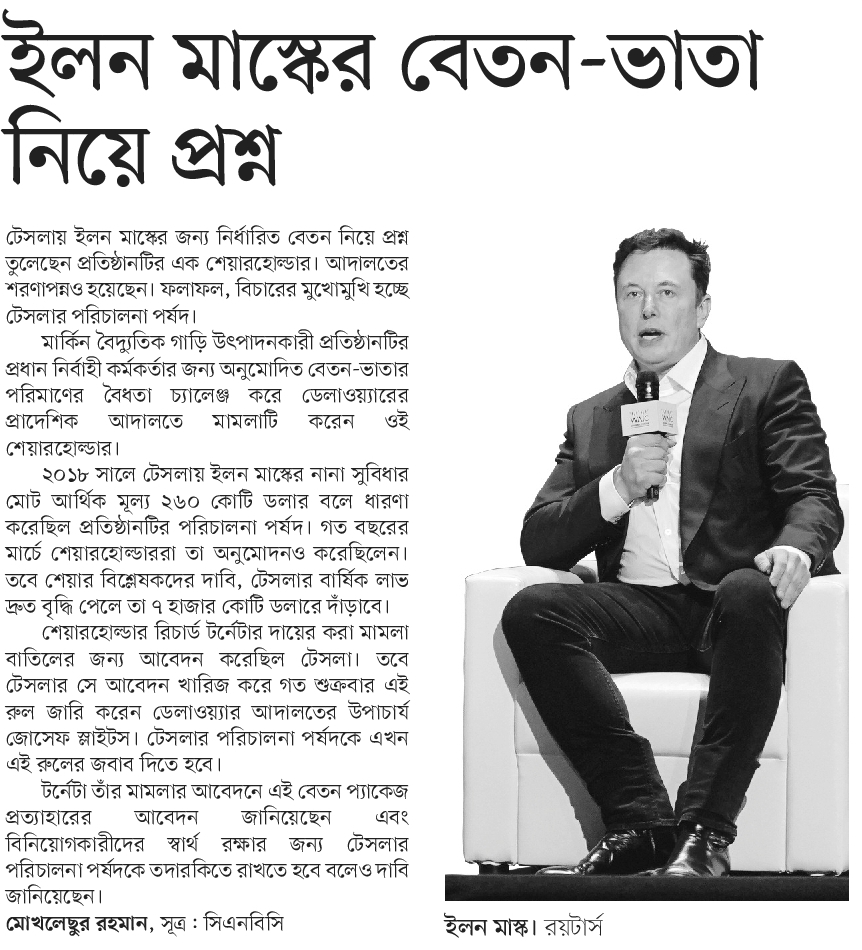 ইলন মাস্কের বেতন-ভাতা
নিয়ে প্রশ্ন
টেসলায় ইলন মাস্কের জন্য নির্ধারিত বেতন নিয়ে প্রশ্ন
তুলেছেন প্রতিষ্ঠানটির এক শেয়ারহোল্ডার। আদালতের
শরণাপন্নও হয়েছেন। ফলাফল, বিচারের মুখোমুখি হচ্ছে
টেসলার পরিচালনা পর্ষদ।
মার্কিন বৈদ্যুতিক গাড়ি উৎপাদনকারী প্রতিষ্ঠানটির
প্রধান নির্বাহী কর্মকর্তার জন্য অনুমোদিত বেতন-ভাতার
পরিমাণের বৈধতা চ্যালেঞ্জ করে ডেলাওয়্যারের
প্রাদেশিক আদালতে মামলাটি করেন ওই
শেয়ারহোল্ডার।
২০১৮ সালে টেসলায় ইলন মাস্কের নানা সুবিধার
মোট আর্থিক মূল্য ২৬০ কোটি ডলার বলে ধারণা
করেছিল প্রতিষ্ঠানটির পরিচালনা পর্ষদ। গত বছরের
মার্চে শেয়ারহোল্ডাররা তা অনুমোদনও করেছিলেন।
তবে শেয়ার বিশ্লেষকদের দাবি, টেসলার বার্ষিক লাভ
দ্রুত বৃদ্ধি পেলে তা ৭ হাজার কোটি ডলারে দাঁড়াবে।
শেয়ারহোল্ডার রিচার্ড টর্নেটার দায়ের করা মামলা
বাতিলের জন্য আবেদন করেছিল টেসলা। তবে
টেসলার সে আবেদন খারিজ করে গত শুক্রবার এই
রুল জারি করেন ডেলাওয়্যার আদালতের উপাচার্য
জোসেফ স্লাইটস। টেসলার পরিচালনা পর্ষদকে এখন
এই রুলের জবাব দিতে হবে।
টর্নেটা তাঁর মামলার আবেদনে এই বেতন প্যাকেজ
প্রত্যাহারের আবেদন জানিয়েছেন এবং
বিনিয়োগকারীদের স্বার্থ রক্ষার জন্য টেসলার
পরিচালনা পর্ষদকে তদারকিতে রাখতে হবে বলেও দাবি
জানিয়েছেন।
মোখলেছুর রহমান, সূত্র : সিএনবিসি
ইলন মাস্ক। রয়টার্স